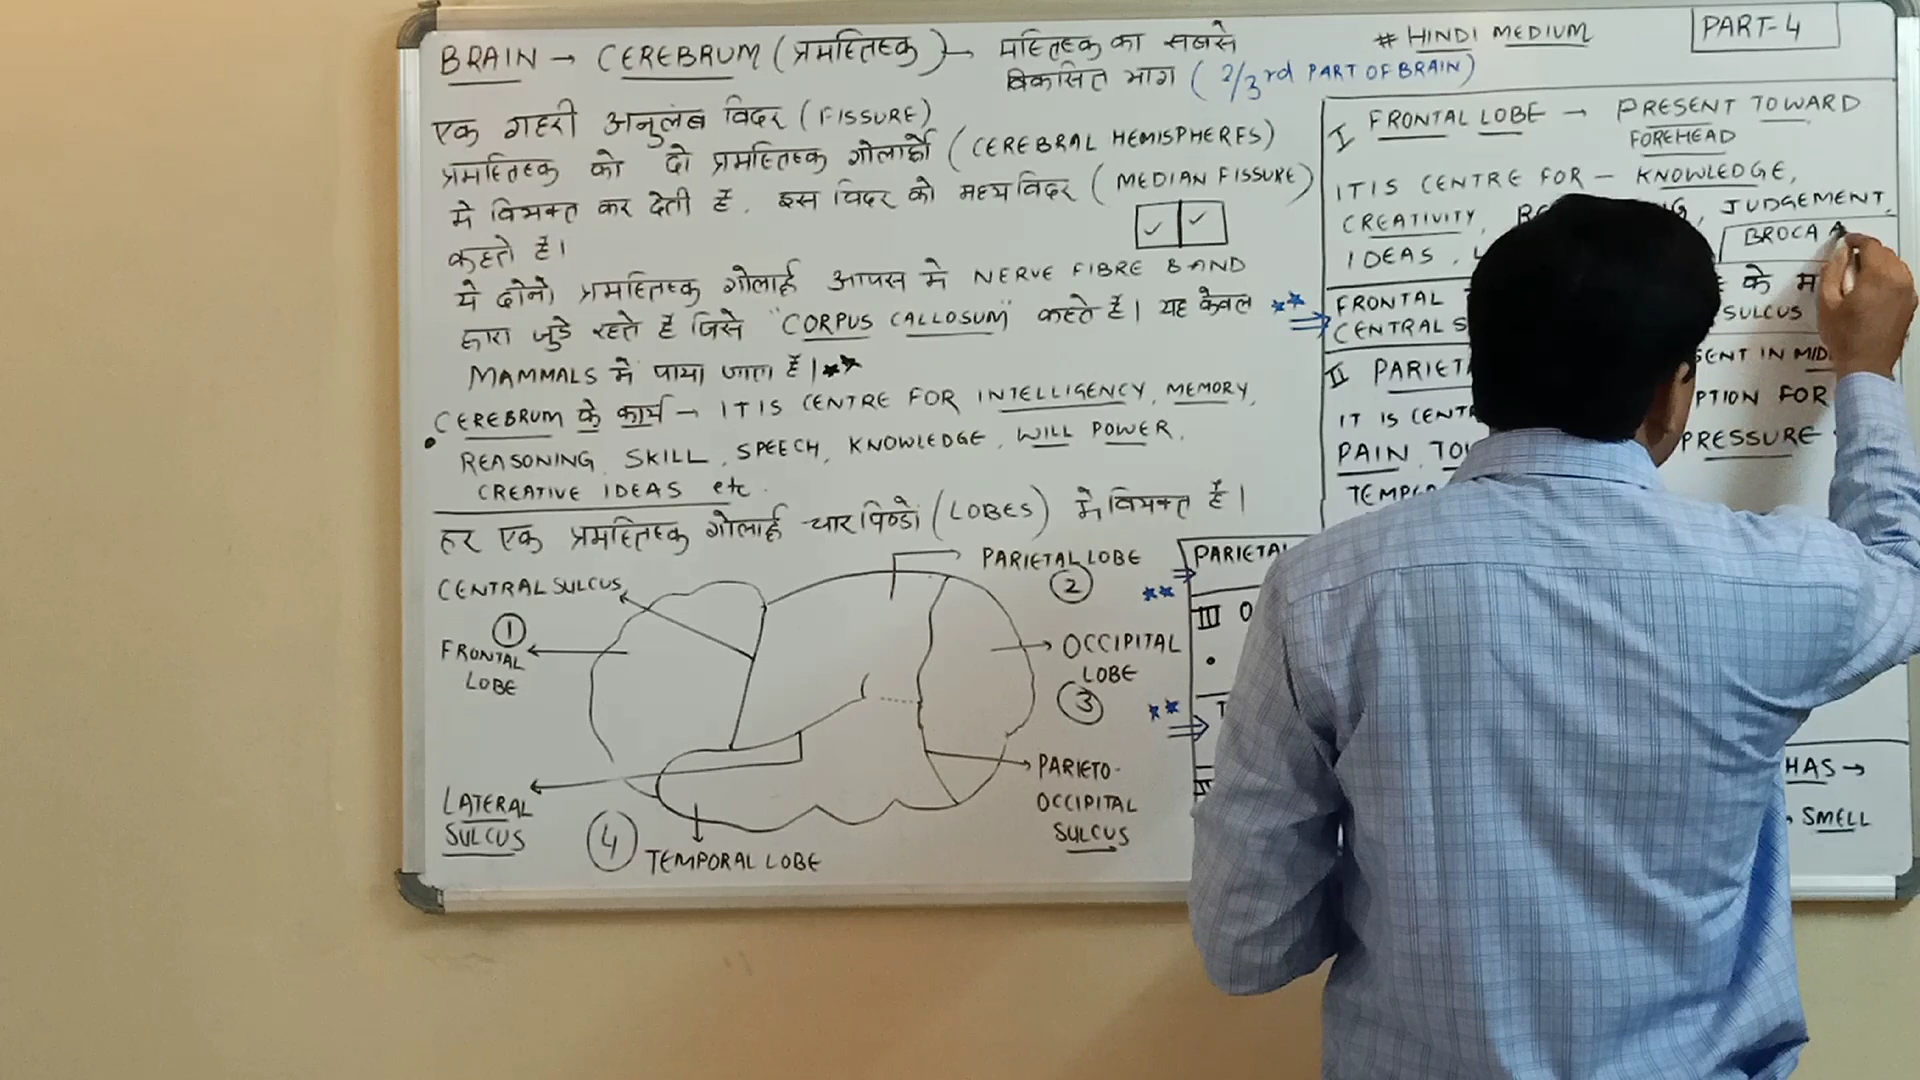 BRAIN → CEREBRUM (प्रमस्तिष्क) → मस्तिष्क का सबसे
विकसित भाग ( 2/3rd PART OF BRAIN)
# HINDI MEDIUM
PART-4
एक गहरी अनुलंब विदर (FISSURE)
प्रमस्तिष्क को दो प्रमस्तिष्क गोलार्धो (CEREBRAL HEMISPHERES)
मे विभक्त कर देती है. इस विदर को मध्यविदर (MEDIAN FISSURE)
कहते है।
ये दोनो प्रमस्तिष्क गोलार्ध आपस मे NERVE FIBRE BAND
द्वारा जुडे रहते है जिसे "CORPUS CALLOSUM" कहते है। यह केवल
MAMMALS मे पाया जाता है।
CEREBRUM के कार्य → IT IS CENTRE FOR INTELLIGENCY, MEMORY,
REASONING, SKILL, SPEECH, KNOWLEDGE, WILL POWER,
CREATIVE IDEAS etc.
हर एक प्रमस्तिष्क गोलार्ध चार पिण्डो (LOBES) मे विभक्त है।
CENTRAL SULCUS
1
FRONTAL
LOBE
LATERAL
SULCUS
4 TEMPORAL LOBE
PARIETAL LOBE
2
OCCIPITAL
LOBE
3
PARIETO-
OCCIPITAL
SULCUS
I FRONTAL LOBE → PRESENT TOWARD
FOREHEAD
IT IS CENTRE FOR – KNOWLEDGE,
CREATIVITY, JUDGEMENT,
IDEAS, BROCA A
FRONTAL के
CENTRAL S SULCUS
II PARIET SENT IN MID
IT IS CENT PTION FOR
PAIN, TO PRESSURE
TEMPE
PARIETAL
III O
T
IV HAS →
SMELL